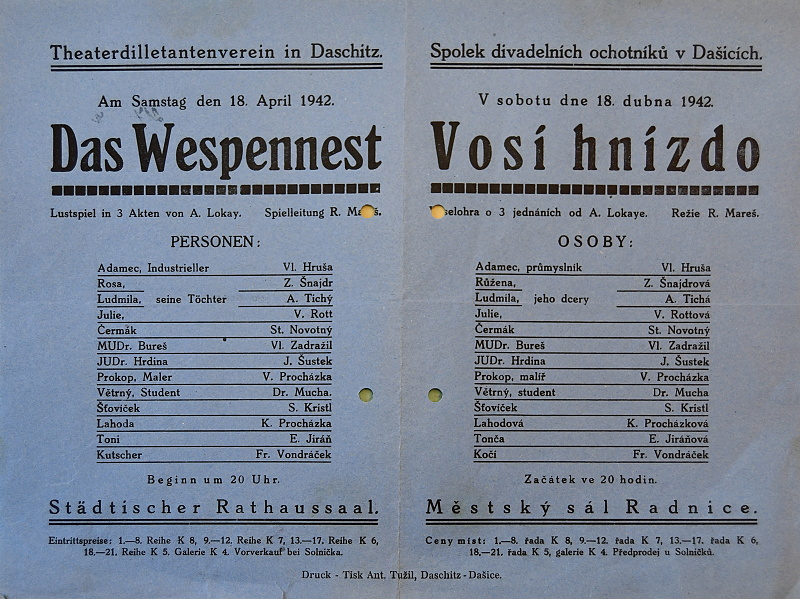 Theaterdilletantenverein in Daschitz.
Am Samstag den 18. April 1942.
Das Wespennest
Lustspiel in 3 Akten von A. Lokay. Spielleitung R.
PERSONEN:
Adamec, Industrieller Vl. Hruša
Rosa, Z. Šnajdr
Ludmila, seine Töchter A. Tichý
Julie, V. Rott
Čermák St. Novotný
MUDr. Bureš Vl. Zadražil
JUDr. Hrdina J. Šustek
Prokop, Maler V. Procházka
Větrný, Student Dr. Mucha.
Šťovíček S. Kristl
Lahoda K. Procházka
Toni E. Jiráň
Kutscher Fr. Vondráček
Beginn um 20 Uhr.
Städtischer Rathaussaal.
Eintrittspreise: 1.—8. Reihe K 8, 9.—12. Reihe K 7, 13.—17. Reihe K 6,
18.—21. Reihe K 5. Galerie K 4. Vorverkauf bei Solnička.
Spolek divadelních ochotníků v Dašicích.
V sobotu dne 18. dubna 1942.
Vosí hnízdo
o 3 jednáních od A. Lokaye. Režie R. Mareš.
OSOBY:
Adamec, průmyslník Vl. Hruša
Růžena, Z. Šnajdrová
Ludmila, jeho dcery A. Tichá
Julie, V. Rottová
Čermák St. Novotný
MUDr. Bureš Vl. Zadražil
JUDr. Hrdina J. Šustek
Prokop, malíř V. Procházka
Větrný, student Dr. Mucha
Šťovíček S. Kristl
Lahodová K. Procházková
Tonča E. Jiráňová
Kočí Fr. Vondráček
Začátek ve 20 hodin.
Městský sál Radnice.
Ceny míst: 1.—8. řada K 8, 9.—12. řada K 7, 13.—17. řada K 6,
18.—21. řada K 5, galerie K 4. Předprodej u Solničků.
Druck - Tisk Ant. Tužil, Daschitz - Dašice.